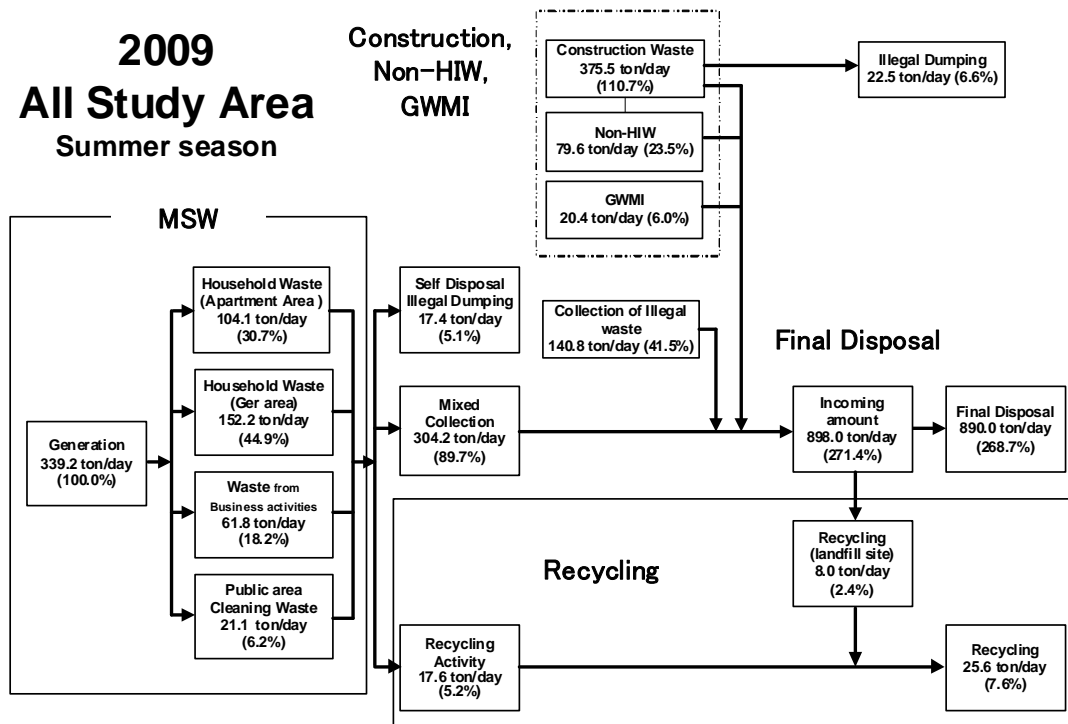 2009
All Study Area
Summer season
Construction,
Non-HIW,
GWMI
Construction Waste
375.5 ton/day
(110.7%)
Illegal Dumping
22.5 ton/day (6.6%)
Non-HIW
79.6 ton/day (23.5%)
GWMI
20.4 ton/day (6.0%)
MSW
Household Waste
(Apartment Area )
104.1 ton/day
(30.7%)
Self Disposal
Illegal Dumping
17.4 ton/day
(5.1%)
Collection of Illegal
waste
140.8 ton/day (41.5%)
Final Disposal
Household Waste
(Ger area)
152.2 ton/day
(44.9%)
Mixed
Collection
304.2 ton/day
(89.7%)
Incoming
amount
898.0 ton/day
(271.4%)
Final Disposal
890.0 ton/day
(268.7%)
Generation
339.2 ton/day
(100.0%)
Waste from
Business activities
61.8 ton/day
(18.2%)
Recycling
Recycling
(landfill site)
8.0 ton/day
(2.4%)
Public area
Cleaning Waste
21.1 ton/day
(6.2%)
Recycling
Activity
17.6 ton/day
(5.2%)
Recycling
25.6 ton/day
(7.6%)